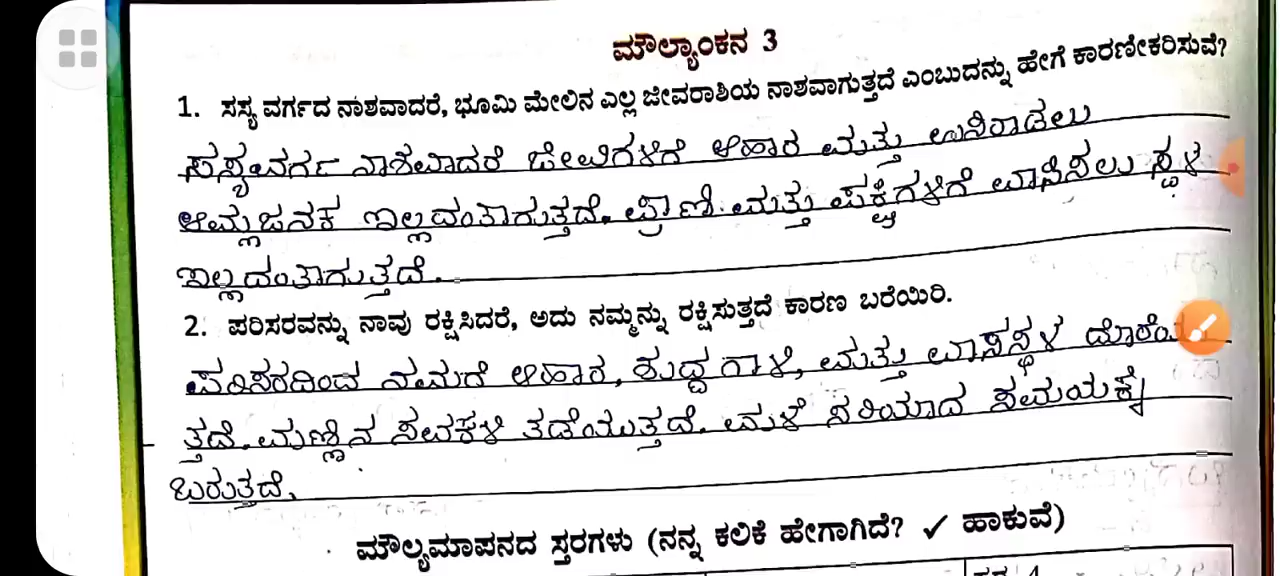 ಮೌಲ್ಯಾಂಕನ 3
1. ಸಸ್ಯ ವರ್ಗದ ನಾಶವಾದರೆ, ಭೂಮಿ ಮೇಲಿನ ಎಲ್ಲ ಜೀವರಾಶಿಯ ನಾಶವಾಗುತ್ತದೆ ಎಂಬುದನ್ನು ಹೇಗೆ ಕಾರಣೀಕರಿಸುವೆ?
ಸಸ್ಯವರ್ಗ ನಾಶವಾದರೆ ಜೀವಿಗಳಿಗೆ ಆಹಾರ ಮತ್ತು ಉಸಿರಾಡಲು
ಆಮ್ಲಜನಕ ಇಲ್ಲದಂತಾಗುತ್ತದೆ. ಪ್ರಾಣಿ ಮತ್ತು ಪಕ್ಷಿಗಳಿಗೆ ವಾಸಿಸಲು ಸ್ಥಳ
ಇಲ್ಲದಂತಾಗುತ್ತದೆ.
2. ಪರಿಸರವನ್ನು ನಾವು ರಕ್ಷಿಸಿದರೆ, ಅದು ನಮ್ಮನ್ನು ರಕ್ಷಿಸುತ್ತದೆ ಕಾರಣ ಬರೆಯಿರಿ.
ಪರಿಸರದಿಂದ ನಮಗೆ ಆಹಾರ, ಶುದ್ಧ ಗಾಳಿ, ಮತ್ತು ವಾಸಸ್ಥಳ ದೊರೆಯು
ತ್ತದೆ. ಮಣ್ಣಿನ ಸವಕಳಿ ತಡೆಯುತ್ತದೆ. ಮಳೆ ಸರಿಯಾದ ಸಮಯಕ್ಕೆ
ಬರುತ್ತದೆ.
ಮೌಲ್ಯಮಾಪನದ ಸ್ತರಗಳು (ನನ್ನ ಕಲಿಕೆ ಹೇಗಾಗಿದೆ? ✓ ಹಾಕುವೆ)